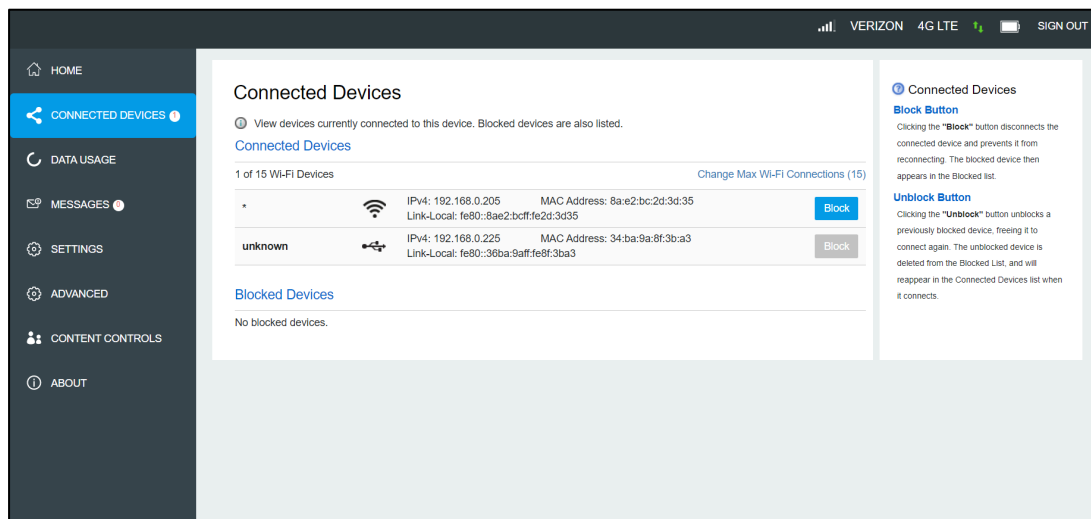 VERIZON 4G LTE SIGN OUT
HOME
CONNECTED DEVICES 1
DATA USAGE
MESSAGES 0
SETTINGS
ADVANCED
CONTENT CONTROLS
ABOUT
Connected Devices
View devices currently connected to this device. Blocked devices are also listed.
Connected Devices
1 of 15 Wi-Fi Devices Change Max Wi-Fi Connections (15)
* IPv4: 192.168.0.205 MAC Address: 8a:e2:bc:2d:3d:35 Block
Link-Local: fe80::8ae2:bcff:fe2d:3d35
unknown IPv4: 192.168.0.225 MAC Address: 34:ba:9a:8f:3b:a3 Block
Link-Local: fe80::36ba:9aff:fe8f:3ba3
Blocked Devices
No blocked devices.
Connected Devices
Block Button
Clicking the "Block" button disconnects the
connected device and prevents it from
reconnecting. The blocked device then
appears in the Blocked list.
Unblock Button
Clicking the "Unblock" button unblocks a
previously blocked device, freeing it to
connect again. The unblocked device is
deleted from the Blocked List, and will
reappear in the Connected Devices list when
it connects.